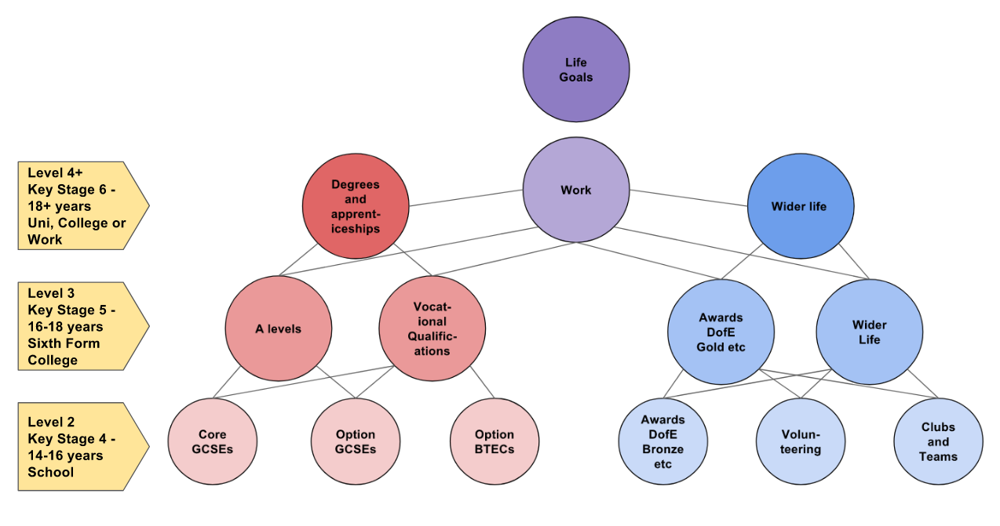 Life
Goals
Level 4+
Key Stage 6 -
18+ years
Uni, College or
Work
Degrees
and
apprent-
iceships
Work
Wider life
Level 3
Key Stage 5 -
16-18 years
Sixth Form
College
A levels
Vocat-
ional
Qualific-
ations
Awards
DofE
Gold etc
Wider
Life
Level 2
Key Stage 4 -
14-16 years
School
Core
GCSEs
Option
GCSEs
Option
BTECs
Awards
DofE
Bronze
etc
Volun-
teering
Clubs
and
Teams